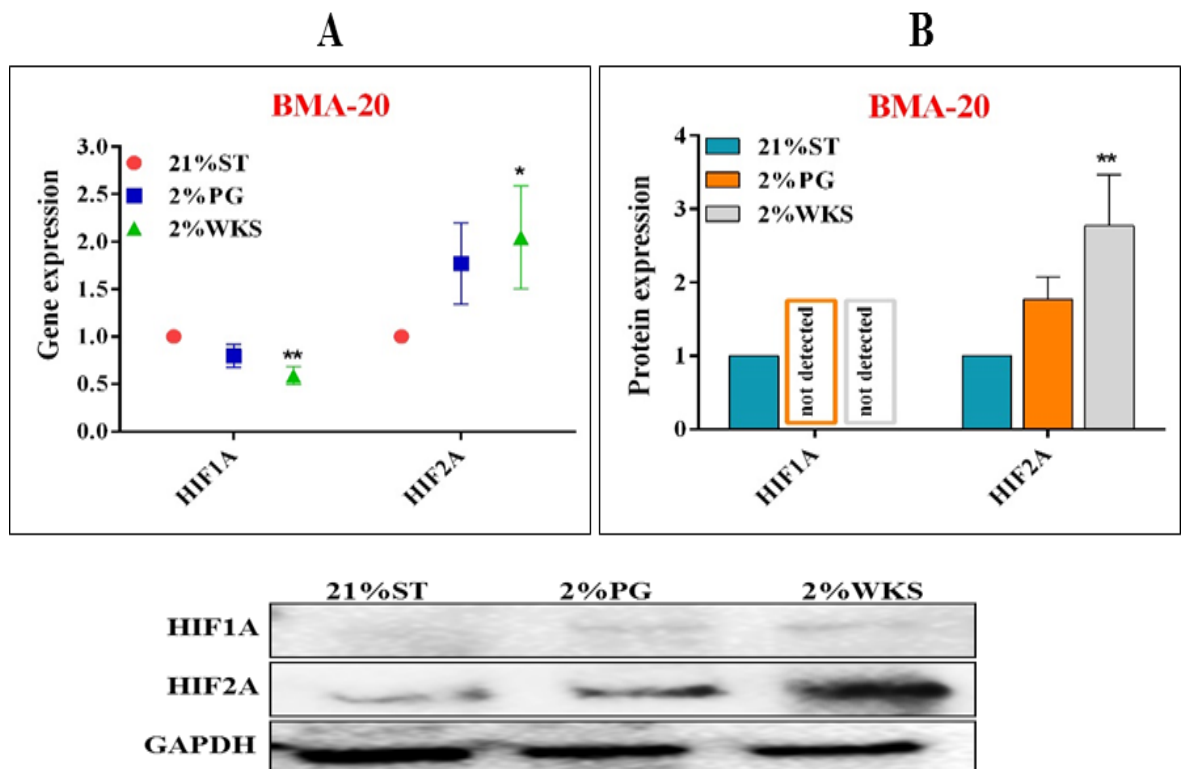 A
B
BMA-20
3.0
2.5
2.0
1.5
1.0
0.5
0.0
Gene expression
21%ST
2%PG
2%WKS
**
*
HIF1A
HIF2A
BMA-20
4
3
2
1
0
Protein expression
21%ST
2%PG
2%WKS
not detected
not detected
**
HIF1A
HIF2A
21%ST 2%PG 2%WKS
HIF1A
HIF2A
GAPDH